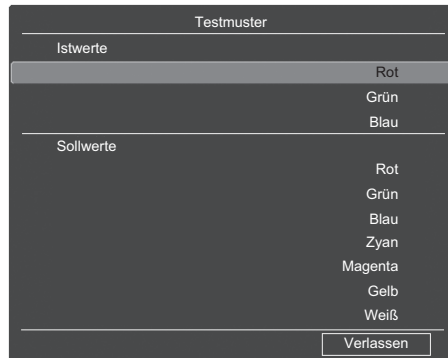 Testmuster
Istwerte
Rot
Grün
Blau
Sollwerte
Rot
Grün
Blau
Zyan
Magenta
Gelb
Weiß
Verlassen